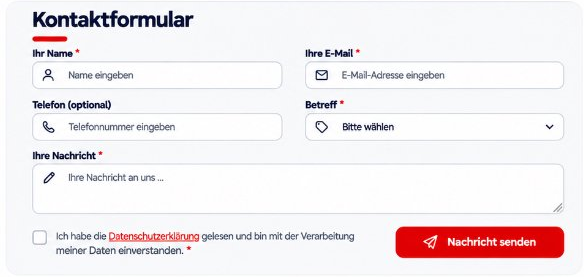 Kontaktformular
Ihr Name *
Ihre E-Mail *
Name eingeben
E-Mail-Adresse eingeben
Telefon (optional)
Betreff *
Telefonnummer eingeben
Bitte wählen
Ihre Nachricht *
Ihre Nachricht an uns ...
Ich habe die Datenschutzerklärung gelesen und bin mit der Verarbeitung
meiner Daten einverstanden. *
Nachricht senden